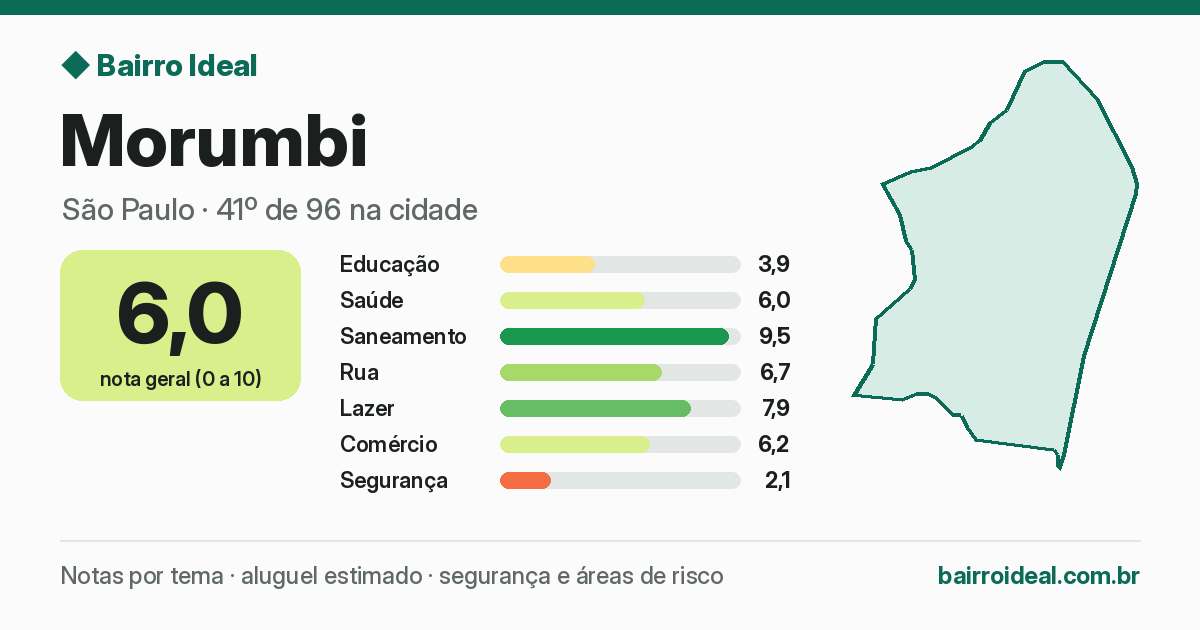 Bairro Ideal
Morumbi
São Paulo · 41º de 96 na cidade
6,0
nota geral (0 a 10)
Educação 3,9
Saúde 6,0
Saneamento 9,5
Rua 6,7
Lazer 7,9
Comércio 6,2
Segurança 2,1
Notas por tema · aluguel estimado · segurança e áreas de risco
bairroideal.com.br